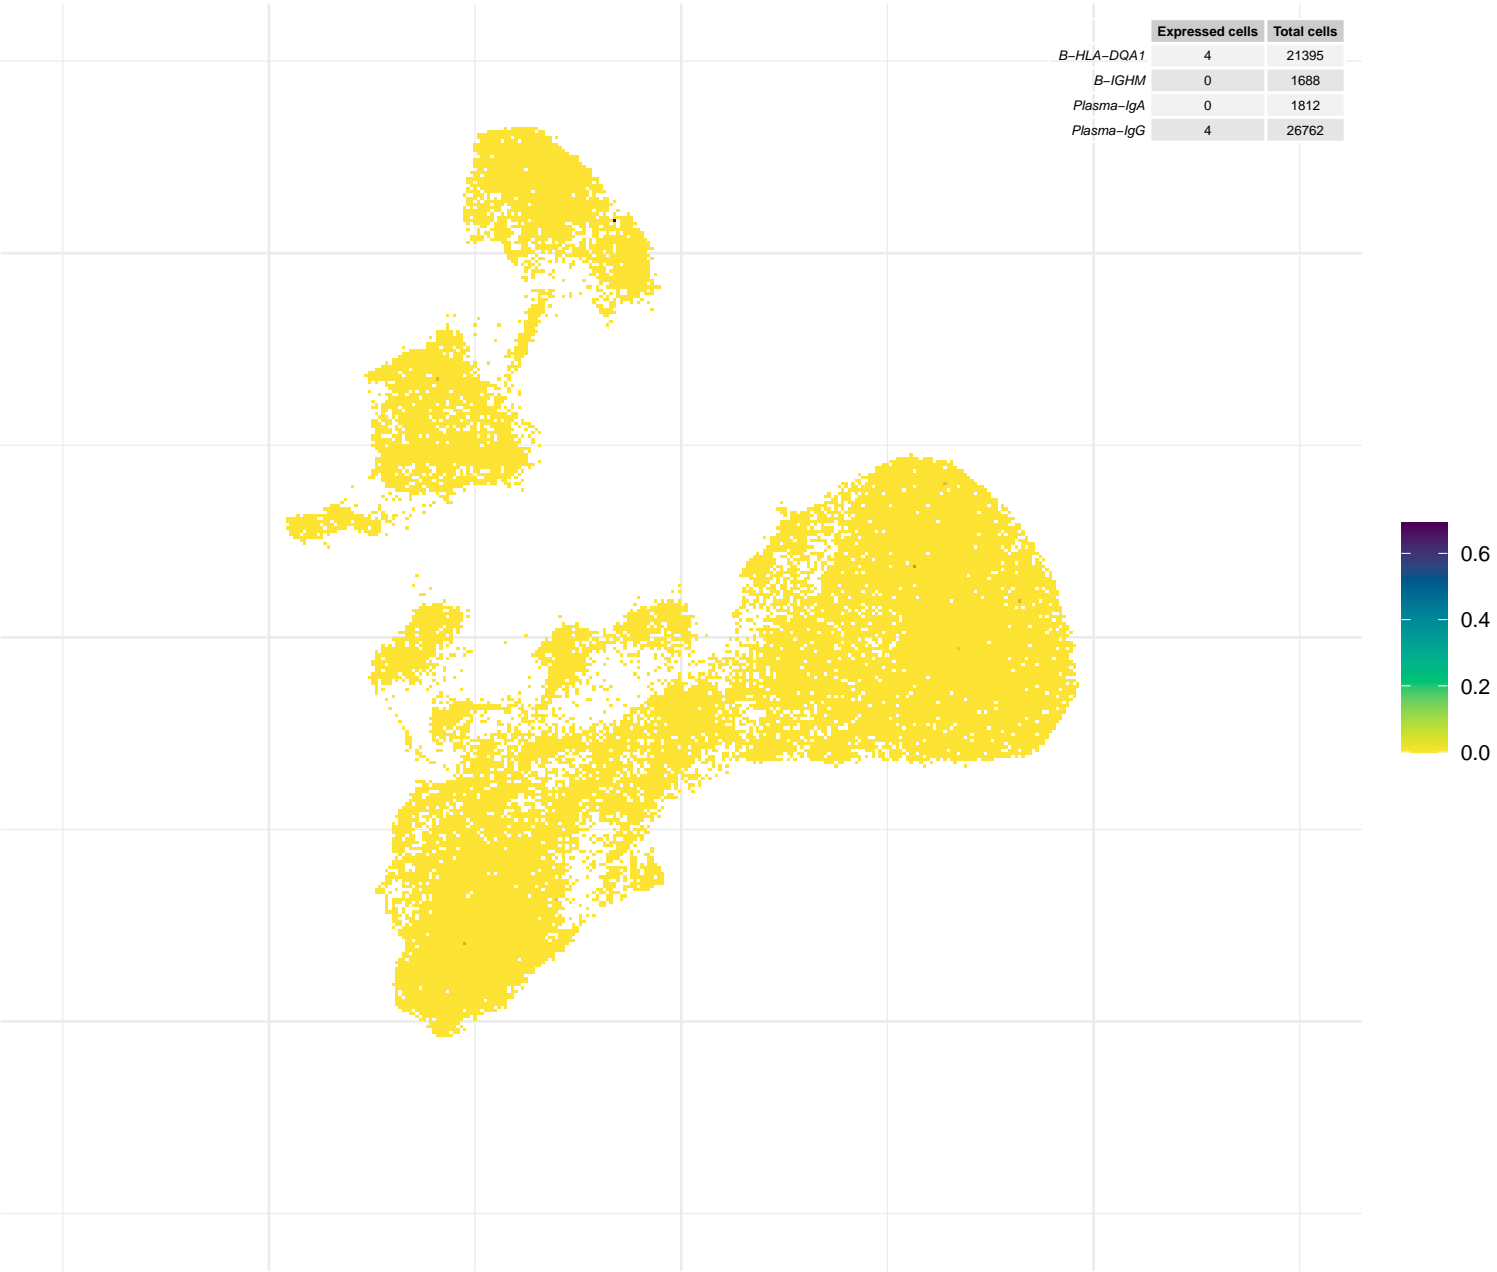 Expressed cells Total cells
B-HLA-DQA1 4 21395
B-IGHM 0 1688
Plasma-IgA 0 1812
Plasma-IgG 4 26762
0.6
0.4
0.2
0.0